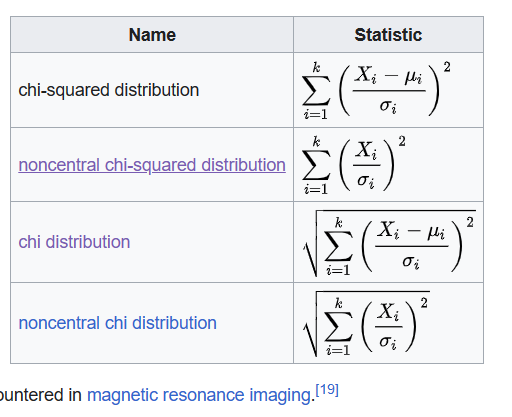 Name Statistic
chi-squared distribution $\sum_{i=1}^{k} \left( \frac{X_i - \mu_i}{\sigma_i} \right)^2$
noncentral chi-squared distribution $\sum_{i=1}^{k} \left( \frac{X_i}{\sigma_i} \right)^2$
chi distribution $\sqrt{\sum_{i=1}^{k} \left( \frac{X_i - \mu_i}{\sigma_i} \right)^2}$
noncentral chi distribution $\sqrt{\sum_{i=1}^{k} \left( \frac{X_i}{\sigma_i} \right)^2}$
ountered in magnetic resonance imaging.[19]